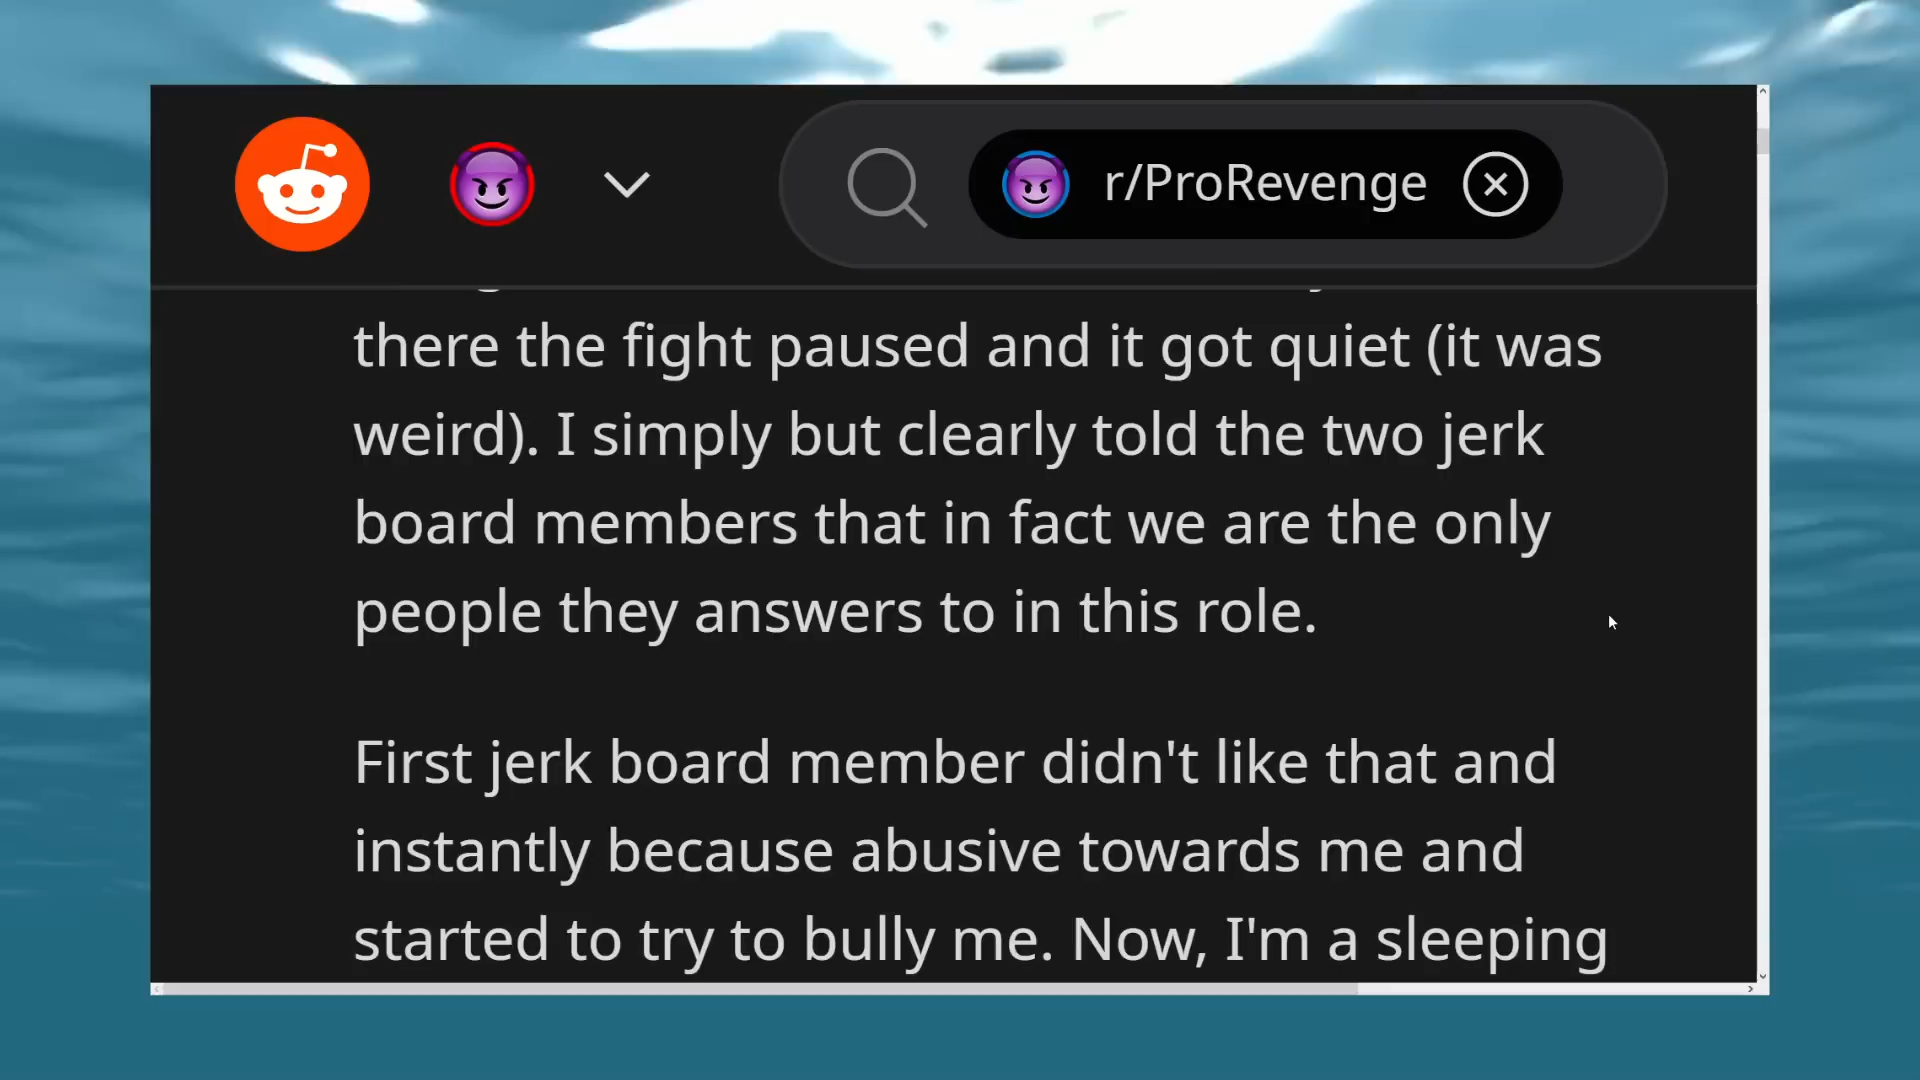 r/ProRevenge
there the fight paused and it got quiet (it was
weird). I simply but clearly told the two jerk
board members that in fact we are the only
people they answers to in this role.
First jerk board member didn't like that and
instantly because abusive towards me and
started to try to bully me. Now, I'm a sleeping